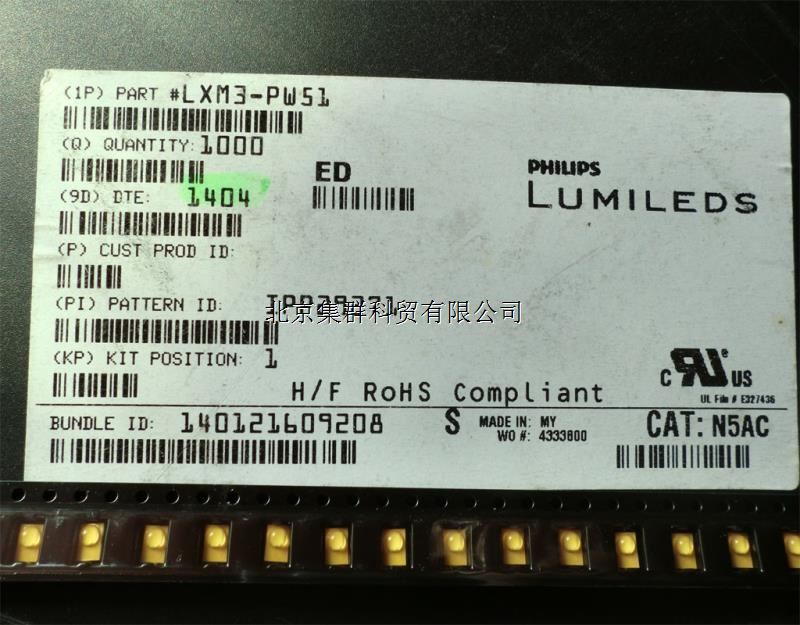 (1P) PART #LXM3-PW51
(Q) QUANTITY: 1000
ED
PHILIPS
LUMILEDS
(9D) DTE: 1404
(P) CUST PROD ID:
(PI) PATTERN ID:
北京集群科贸有限公司
(KP) KIT POSITION: 1
H/F RoHS Compliant
c RU ® US
UL File # E327436
BUNDLE ID: 140121609208
S MADE IN: MY
WO #: 4333800
CAT: N5AC